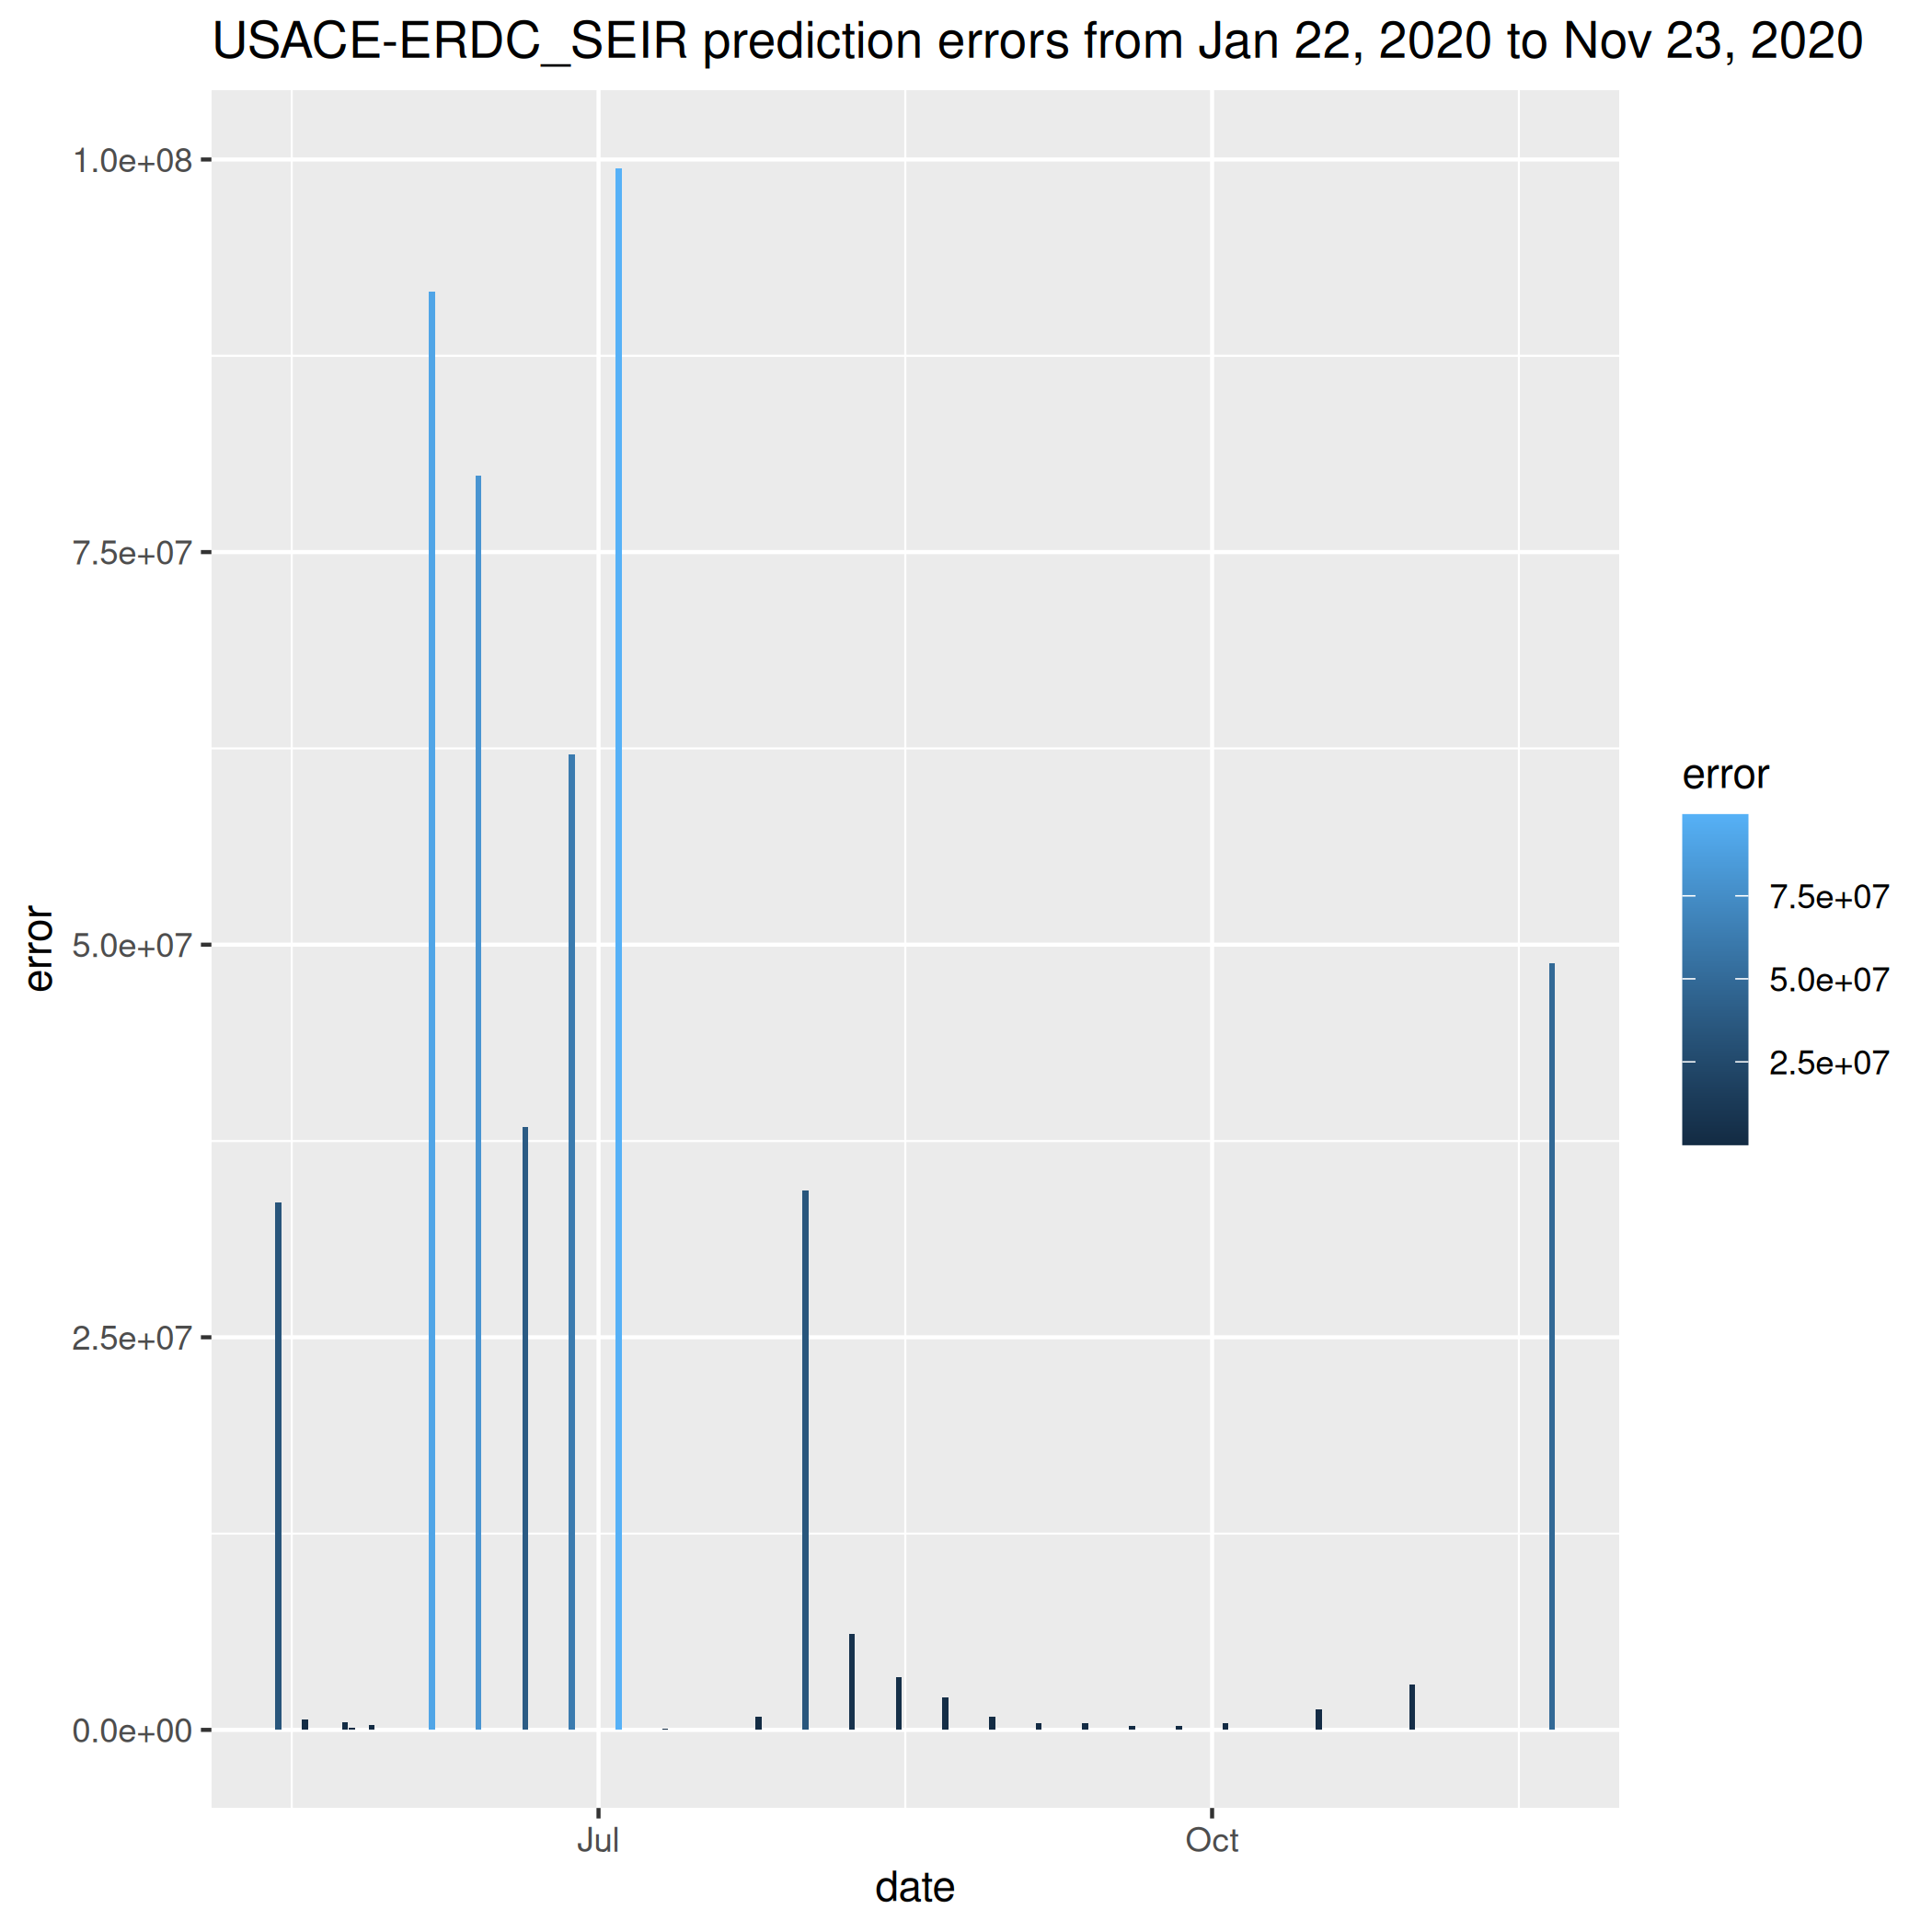 USACE-ERDC_SEIR prediction errors from Jan 22, 2020 to Nov 23, 2020
1.0e+08
7.5e+07
5.0e+07
2.5e+07
0.0e+00
error
Jul
Oct
date
error
7.5e+07
5.0e+07
2.5e+07